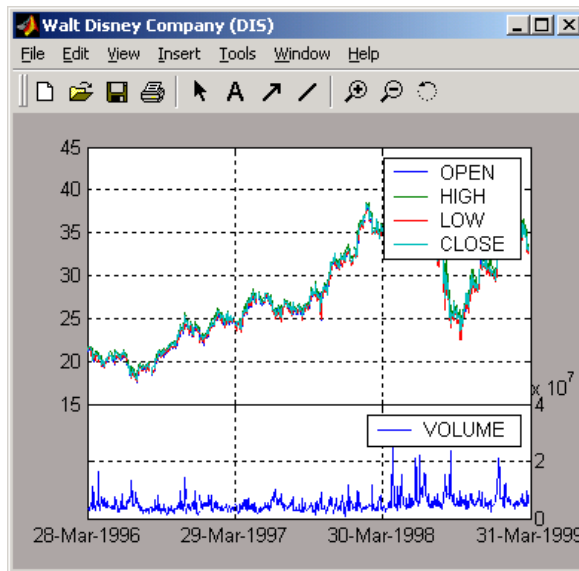 Walt Disney Company (DIS)
File Edit View Insert Tools Window Help
A
45
40
35
30
25
20
15
OPEN
HIGH
LOW
CLOSE
x 10^7
4
VOLUME
2
0
28-Mar-1996 29-Mar-1997 30-Mar-1998 31-Mar-1999